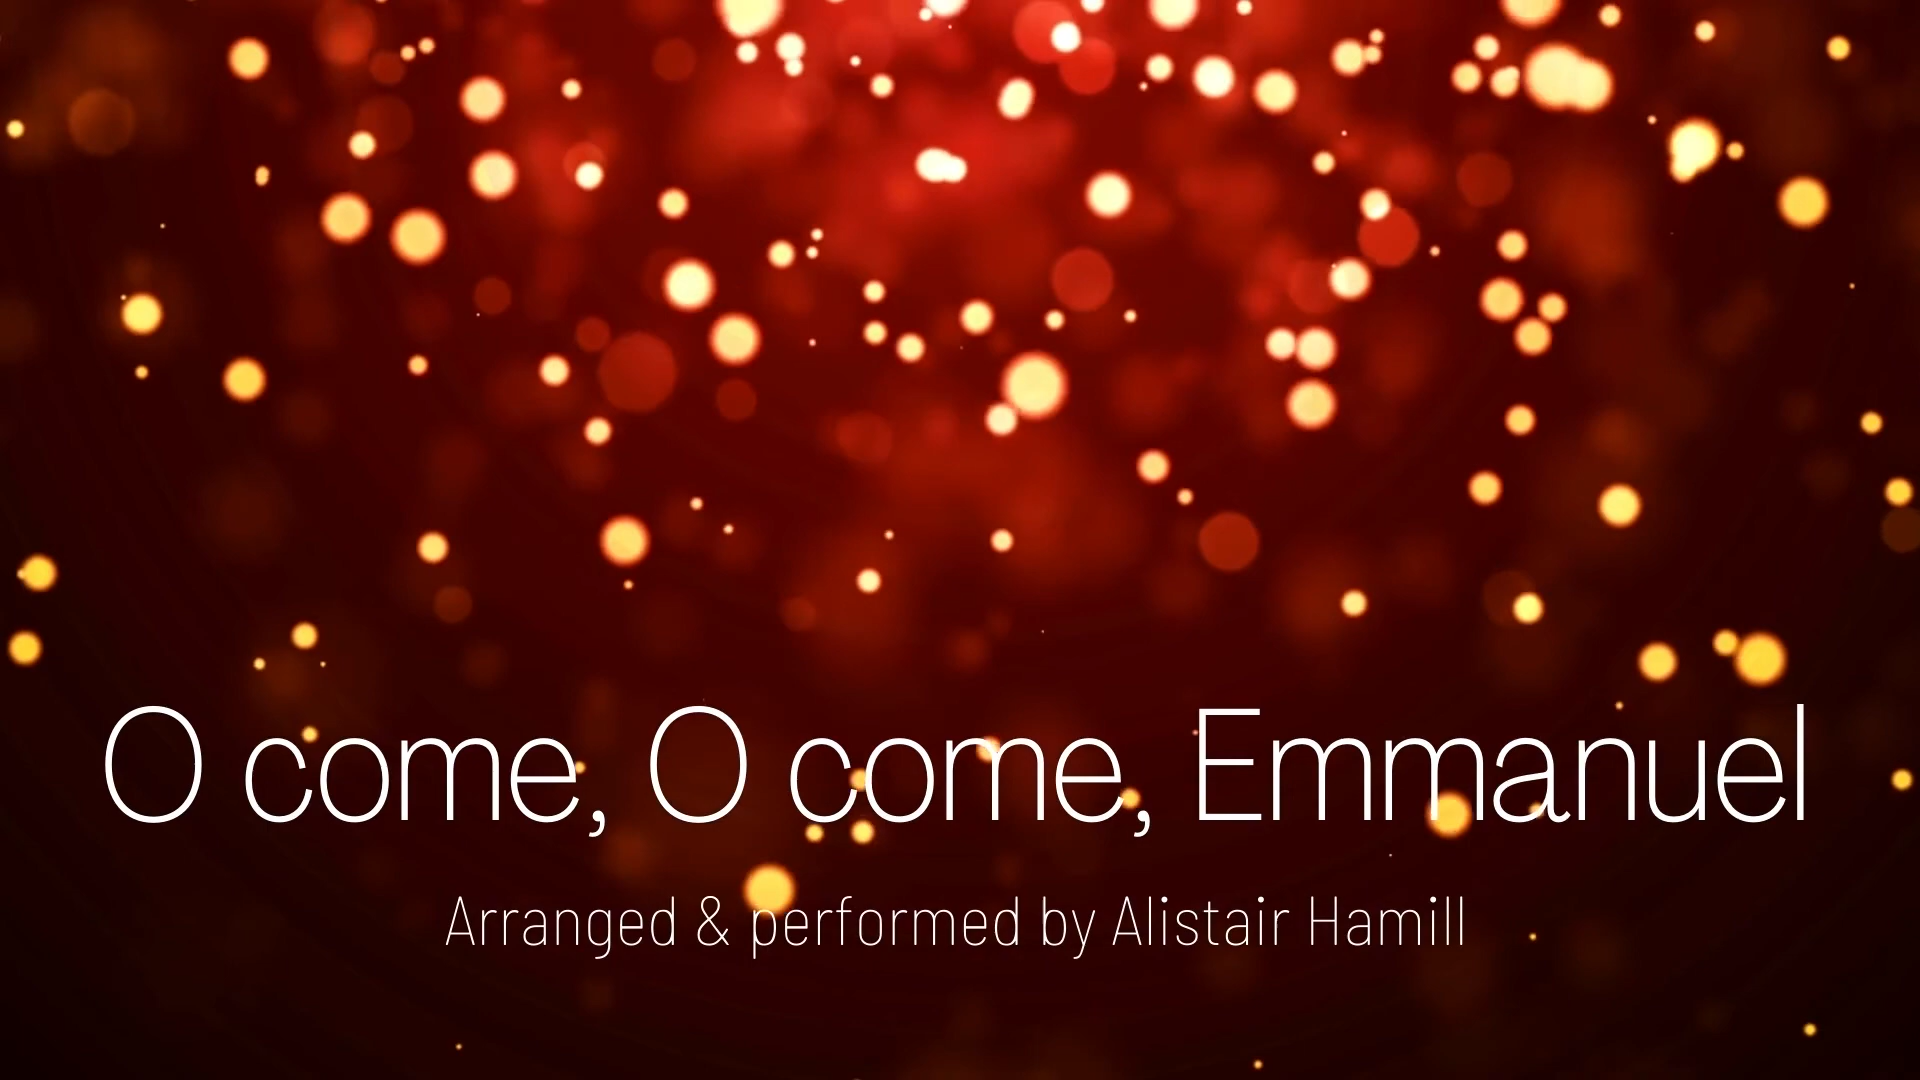 O come, O come, Emmanuel
Arranged & performed by Alistair Hamill